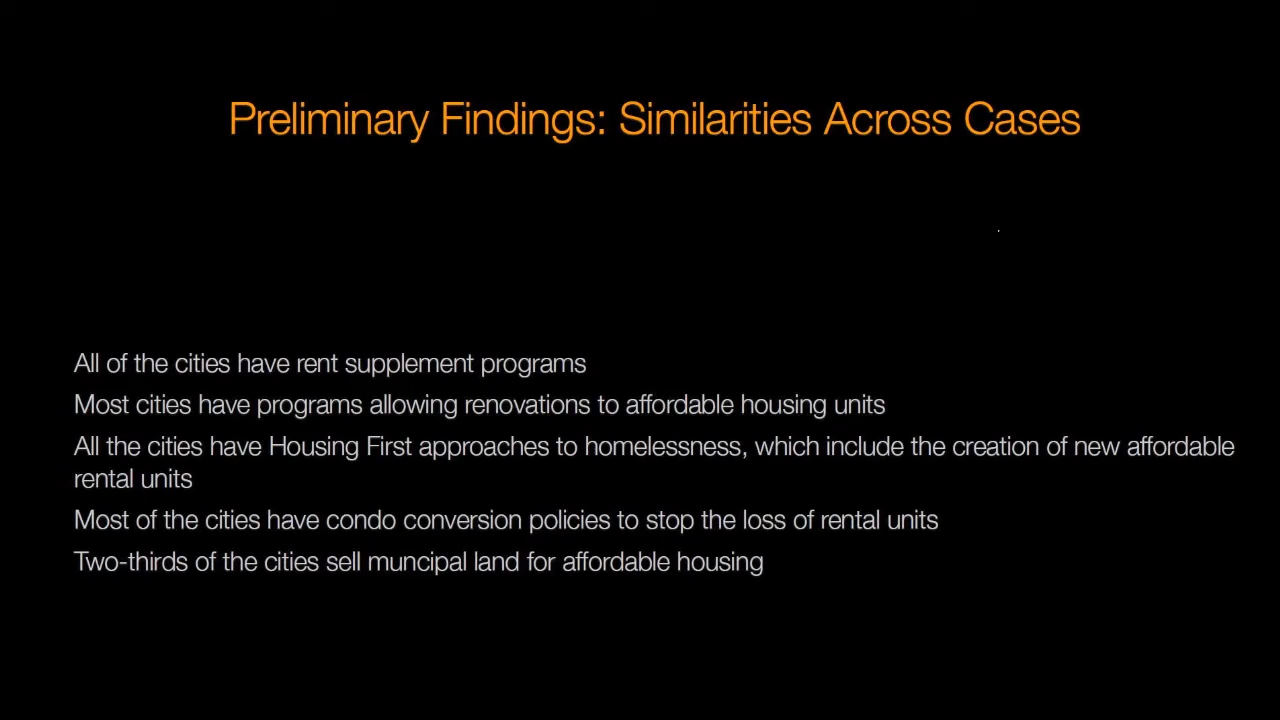 Preliminary Findings: Similarities Across Cases
All of the cities have rent supplement programs
Most cities have programs allowing renovations to affordable housing units
All the cities have Housing First approaches to homelessness, which include the creation of new affordable
rental units
Most of the cities have condo conversion policies to stop the loss of rental units
Two-thirds of the cities sell muncipal land for affordable housing